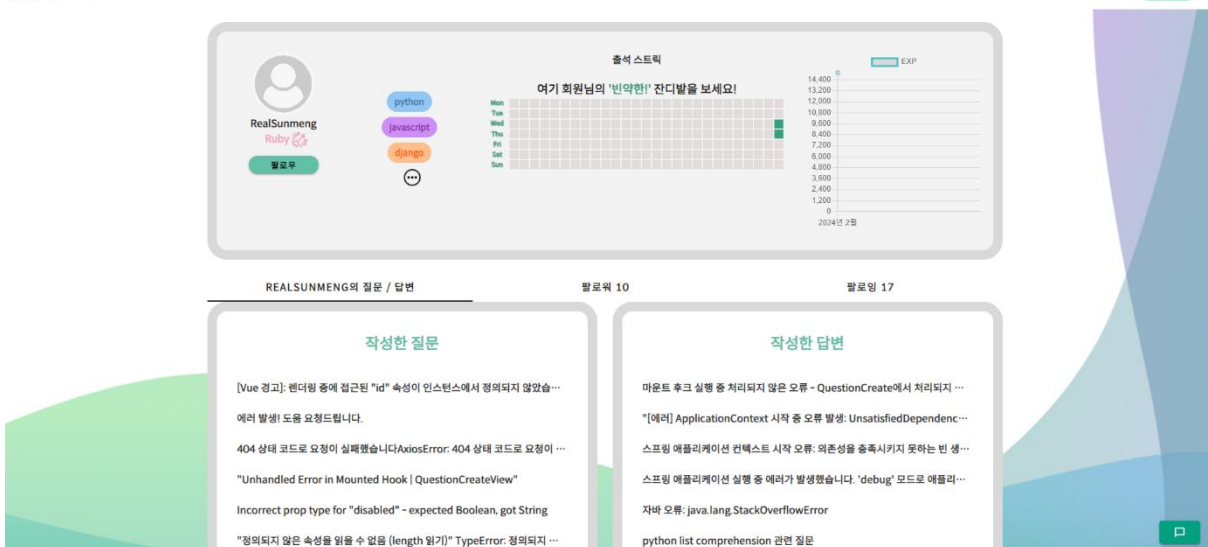 RealSunmeng
Ruby
팔로우
python
javascript
django
출석 스트릭
여기 회원님의 '빈약한!' 잔디밭을 보세요!
Mon
Tue
Wed
Thu
Fri
Sat
Sun
EXP
14,400
13,200
12,000
10,800
9,600
8,400
7,200
6,000
4,800
3,600
2,400
1,200
0
2024년 2월
REALSUNMENG의 질문 / 답변
팔로워 10
팔로잉 17
작성한 질문
[Vue 경고]: 렌더링 중에 접근된 "id" 속성이 인스턴스에서 정의되지 않았습…
에러 발생! 도움 요청드립니다.
404 상태 코드로 요청이 실패했습니다AxiosError: 404 상태 코드로 요청이 …
"Unhandled Error in Mounted Hook | QuestionCreateView"
Incorrect prop type for "disabled" - expected Boolean, got String
"정의되지 않은 속성을 읽을 수 없음 (length 읽기)" TypeError: 정의되지 …
작성한 답변
마운트 후크 실행 중 처리되지 않은 오류 - QuestionCreate에서 처리되지 …
"[에러] ApplicationContext 시작 중 오류 발생: UnsatisfiedDependenc…
스프링 애플리케이션 컨텍스트 시작 오류: 의존성을 충족시키지 못하는 빈 생…
스프링 애플리케이션 실행 중 에러가 발생했습니다. 'debug' 모드로 애플리…
자바 오류: java.lang.StackOverflowError
python list comprehension 관련 질문